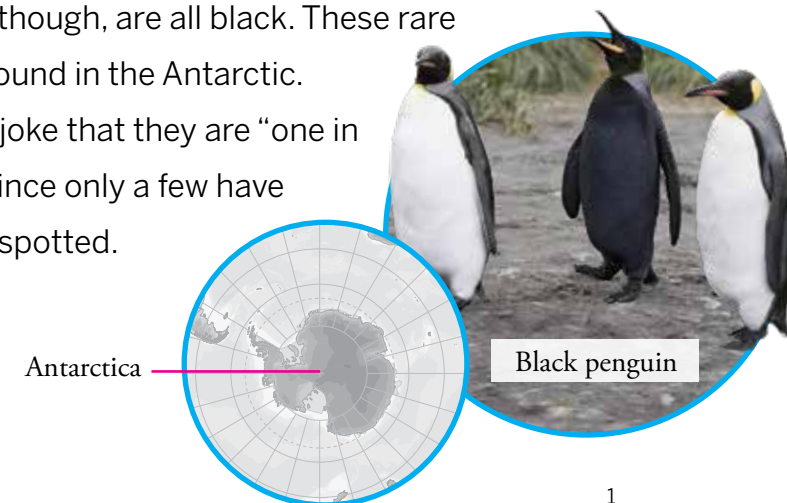 though, are all black. These rare
ound in the Antarctic.
joke that they are “one in
ince only a few have
spotted.
Antarctica
Black penguin
1